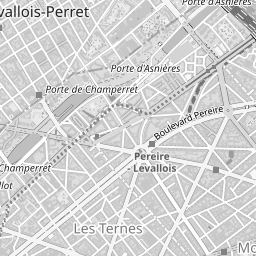 vallois-Perret
Porte d'Asnières
Porte d'Asnières
Porte de Champerret
Boulevard Pereire
Pereire
Levallois
Champerret
llot
Les Ternes
Mo